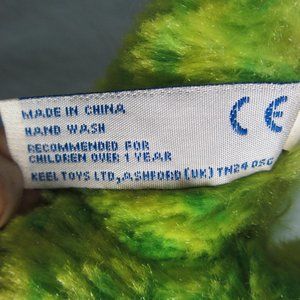 MADE IN CHINA
HAND WASH
RECOMMENDED FOR
CHILDREN OVER 1 YEAR
KEEL TOYS LTD, ASHFORD (UK) TN24 0SG
CE